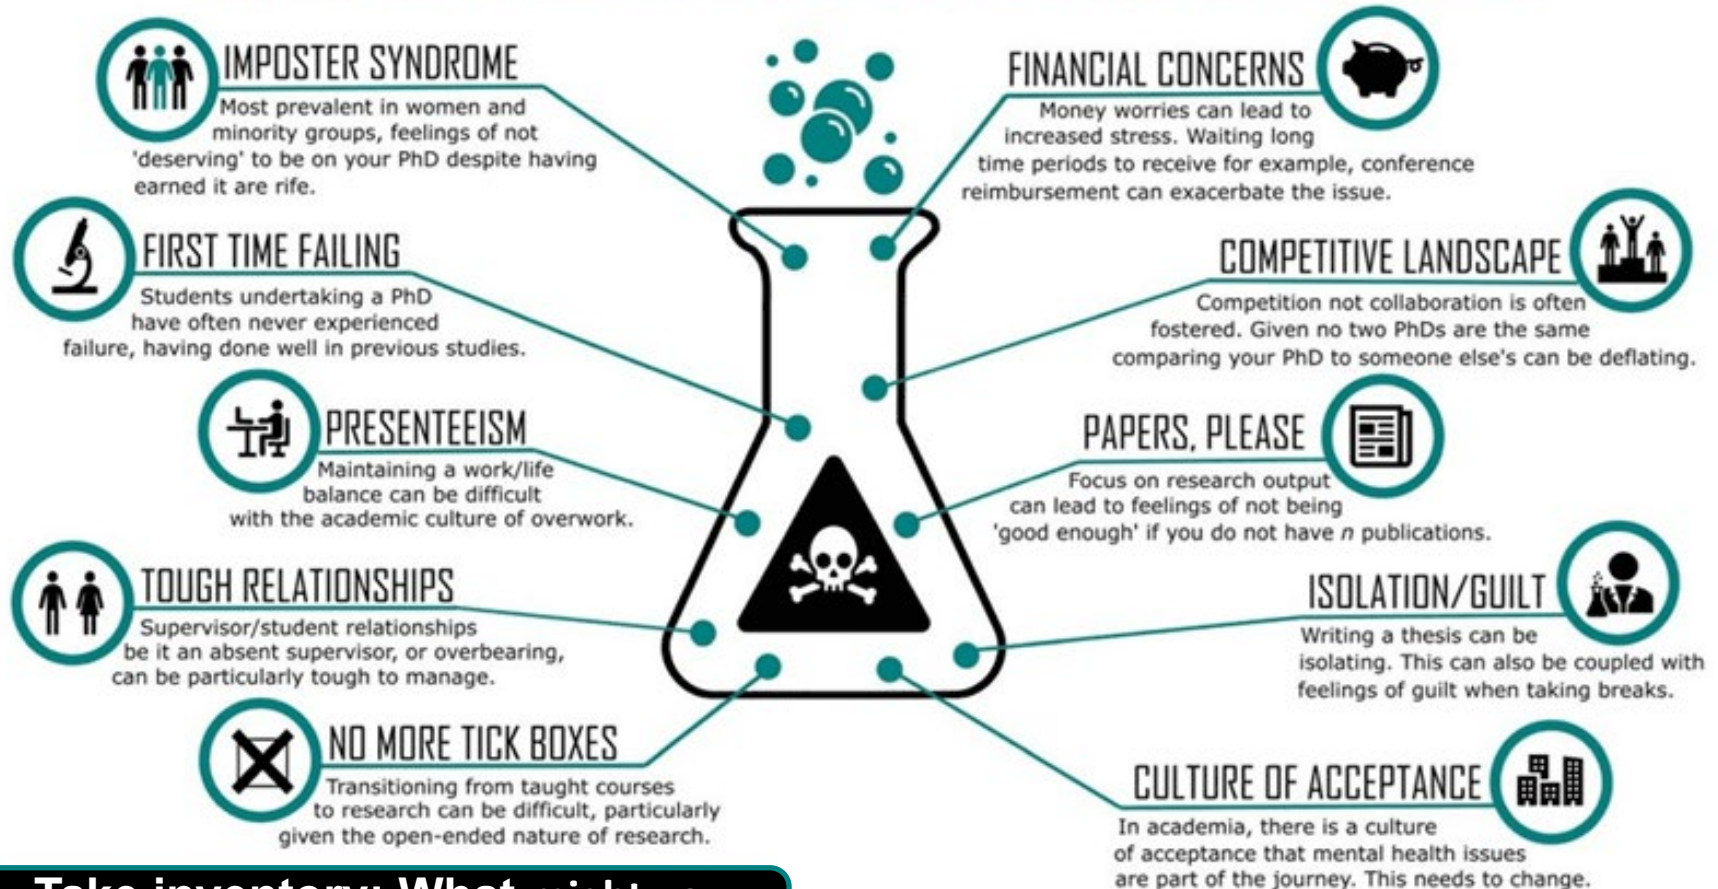 IMPOSTER SYNDROME
Most prevalent in women and
minority groups, feelings of not
'deserving' to be on your PhD despite having
earned it are rife.
FIRST TIME FAILING
Students undertaking a PhD
have often never experienced
failure, having done well in previous studies.
PRESENTEEISM
Maintaining a work/life
balance can be difficult
with the academic culture of overwork.
TOUGH RELATIONSHIPS
Supervisor/student relationships
be it an absent supervisor, or overbearing,
can be particularly tough to manage.
NO MORE TICK BOXES
Transitioning from taught courses
to research can be difficult, particularly
given the open-ended nature of research.
FINANCIAL CONCERNS
Money worries can lead to
increased stress. Waiting long
time periods to receive for example, conference
reimbursement can exacerbate the issue.
COMPETITIVE LANDSCAPE
Competition not collaboration is often
fostered. Given no two PhDs are the same
comparing your PhD to someone else's can be deflating.
PAPERS, PLEASE
Focus on research output
can lead to feelings of not being
'good enough' if you do not have n publications.
ISOLATION/GUILT
Writing a thesis can be
isolating. This can also be coupled with
feelings of guilt when taking breaks.
CULTURE OF ACCEPTANCE
In academia, there is a culture
of acceptance that mental health issues
are part of the journey. This needs to change.
Take inventory: What might